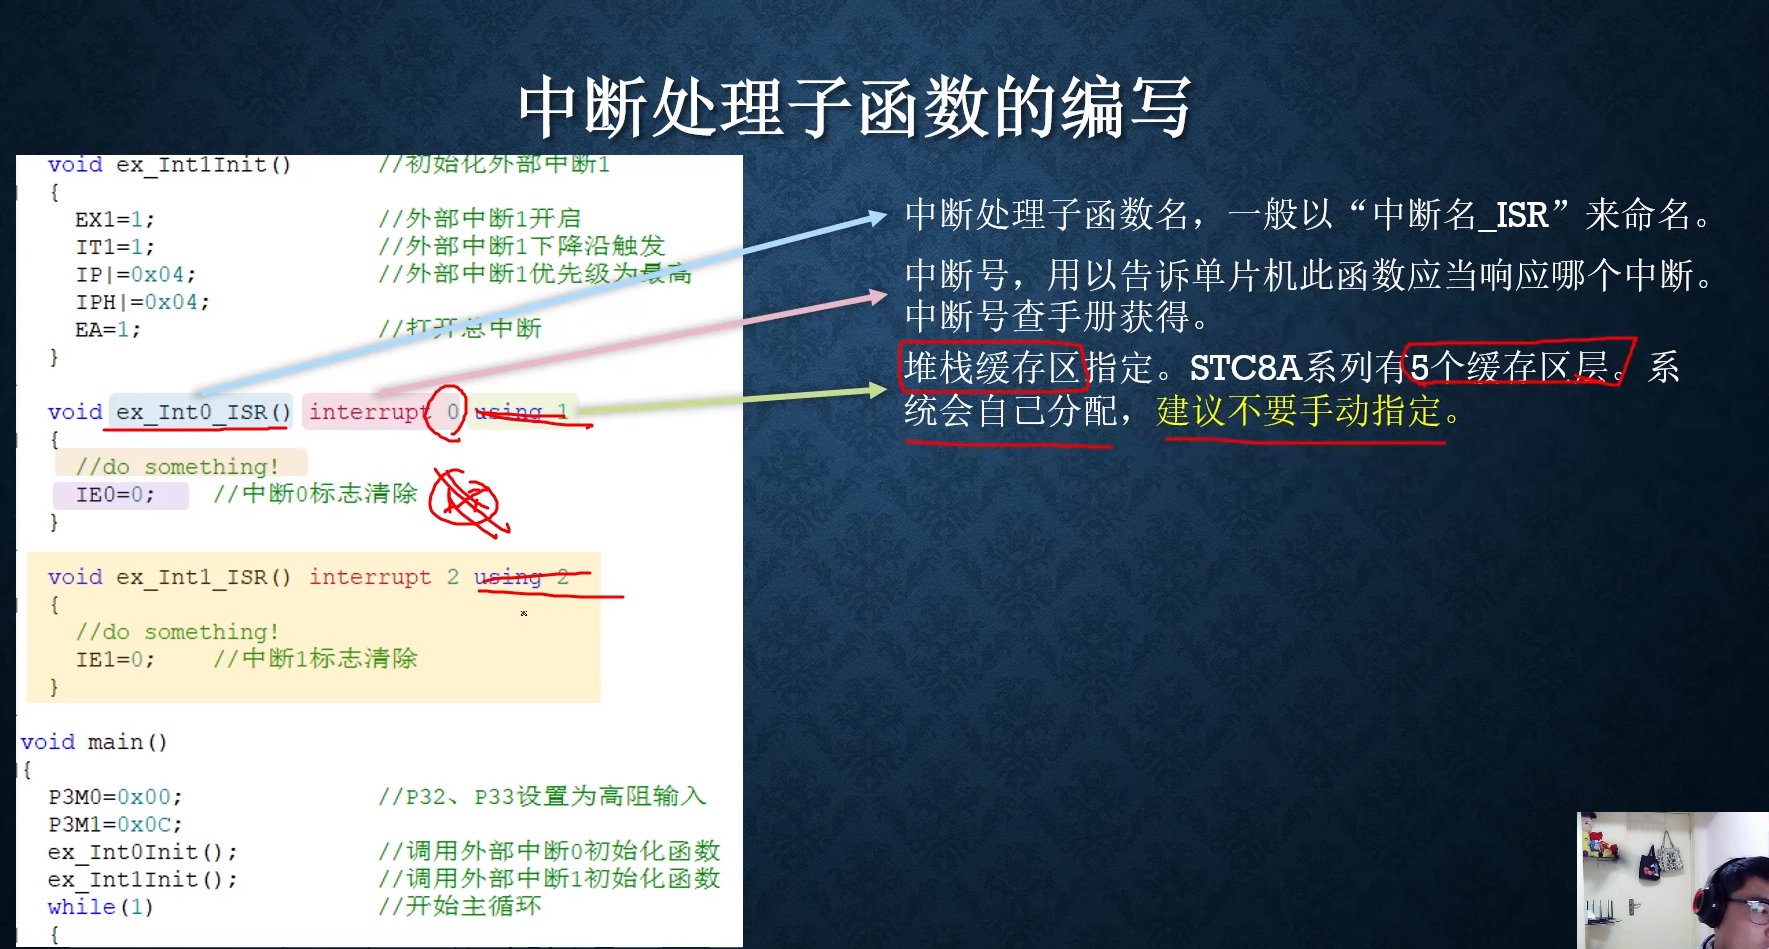 中断处理子函数的编写
void ex_Int1Init() //初始化外部中断1
{
EX1=1; //外部中断1开启
IT1=1; //外部中断1下降沿触发
IP|=0x04; //外部中断1优先级为最高
IPH|=0x04;
EA=1; //打开总中断
}
void ex_Int0_ISR() interrupt 0 using 1
{
//do something!
IE0=0; //中断0标志清除
}
void ex_Int1_ISR() interrupt 2 using 2
{
//do something!
IE1=0; //中断1标志清除
}
void main()
{
P3M0=0x00; //P32、P33设置为高阻输入
P3M1=0x0C;
ex_Int0Init(); //调用外部中断0初始化函数
ex_Int1Init(); //调用外部中断1初始化函数
while(1) //开始主循环
{
中断处理子函数名，一般以“中断名_ISR”来命名。
中断号，用以告诉单片机此函数应当响应哪个中断。
中断号查手册获得。
堆栈缓存区指定。STC8A系列有5个缓存区层。系
统会自己分配，建议不要手动指定。